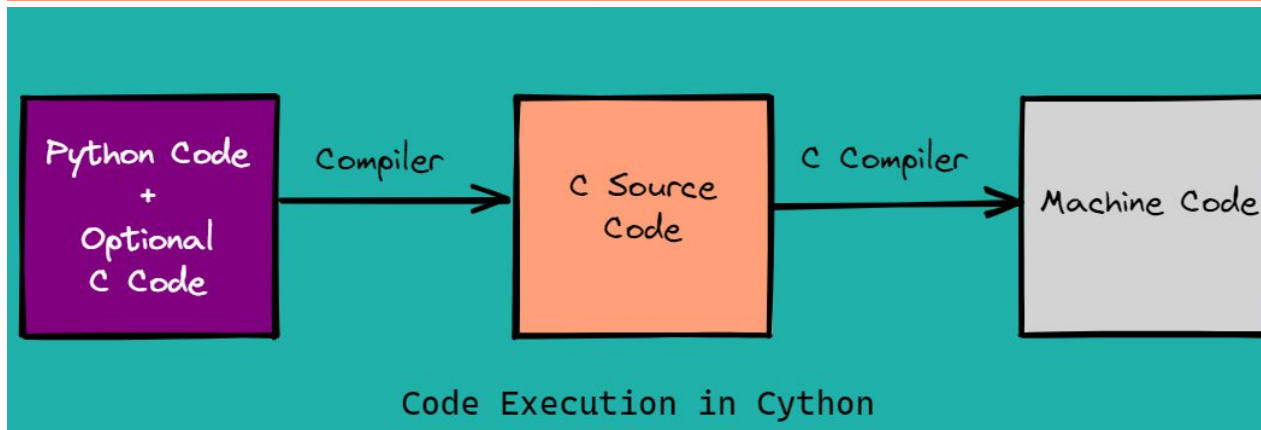 Python Code
+
Optional
C Code
Compiler
C Source
Code
C Compiler
Machine Code
Code Execution in Cython